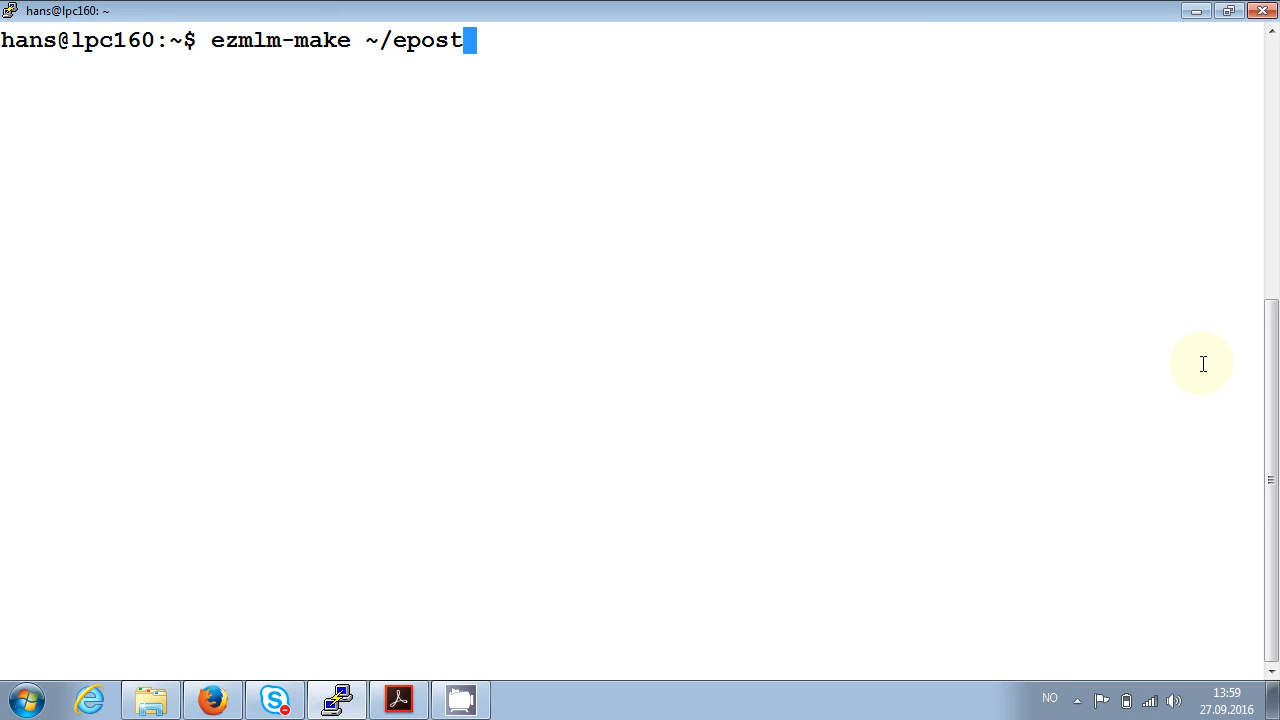 hans@lpc160: ~
hans@lpc160:~$ ezmlm-make ~/epost
NO
13:59
27.09.2016